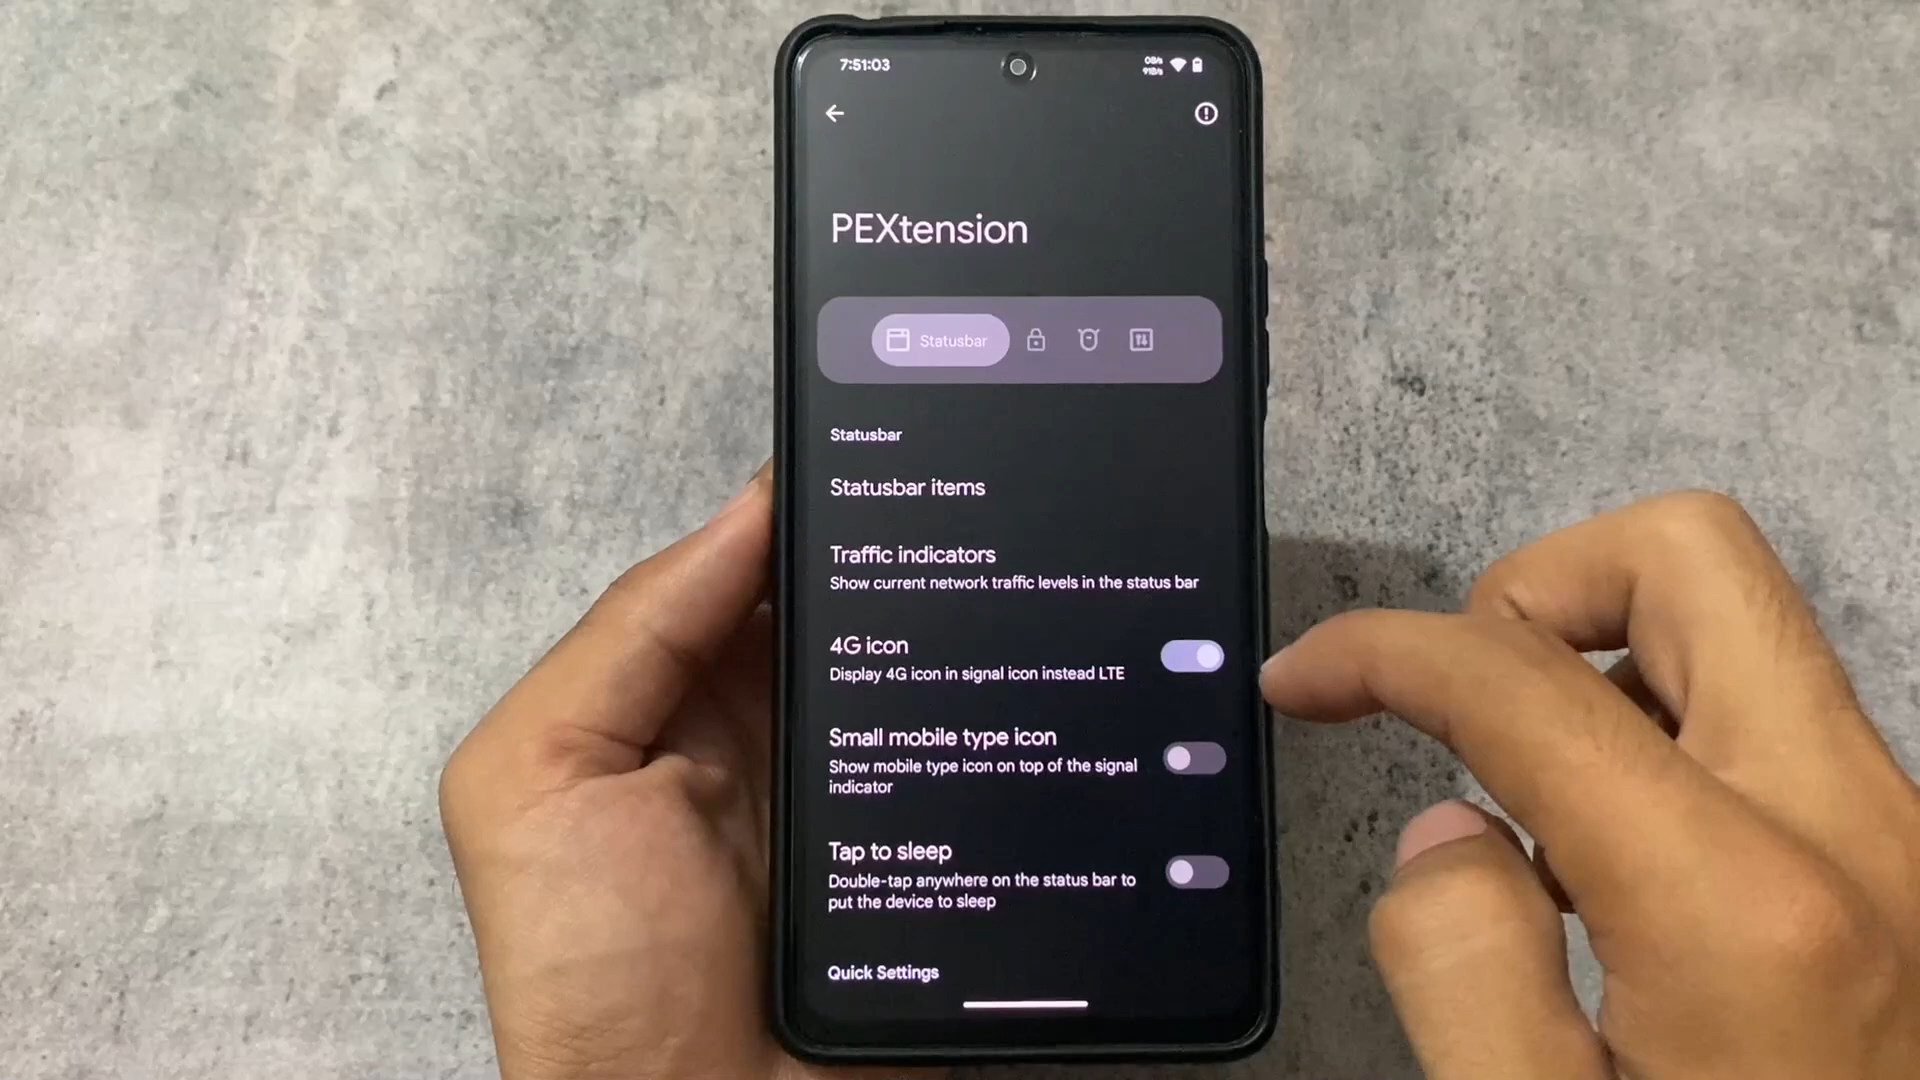 7:51:03
0B/s
91B/s
PEXtension
Statusbar
Statusbar
Statusbar items
Traffic indicators
Show current network traffic levels in the status bar
4G icon
Display 4G icon in signal icon instead LTE
Small mobile type icon
Show mobile type icon on top of the signal
indicator
Tap to sleep
Double-tap anywhere on the status bar to
put the device to sleep
Quick Settings